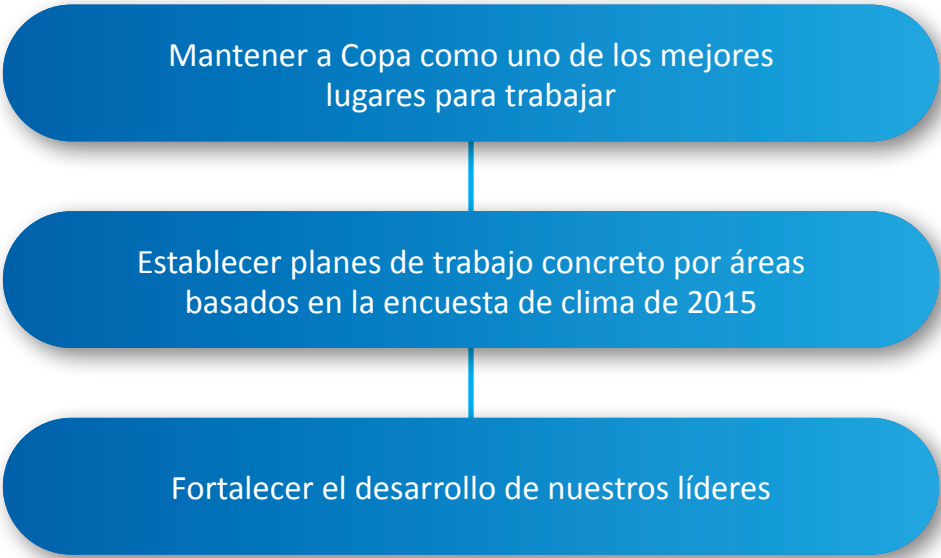 Mantener a Copa como uno de los mejores
lugares para trabajar
Establecer planes de trabajo concreto por áreas
basados en la encuesta de clima de 2015
Fortalecer el desarrollo de nuestros líderes